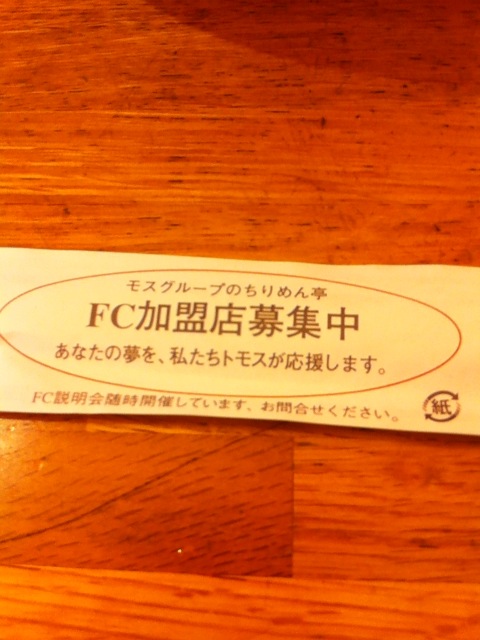 モスグループのちりめん亭
FC加盟店募集中
あなたの夢を、私たちトモスが応援します。
FC説明会随時開催しています、お問合せください。
紙